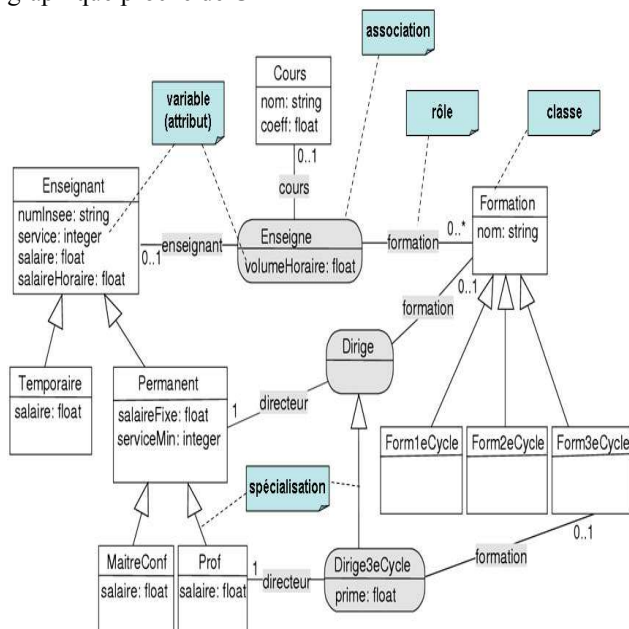 association
Cours
nom: string
coeff: float
variable
(attribut)
rôle
classe
0..1
cours
Enseignant
numInsee: string
service: integer
salaire: float
salaireHoraire: float
0..1
enseignant
Enseigne
volumeHoraire: float
formation
0..*
Formation
nom: string
0..1
formation
Dirige
Temporaire
salaire: float
Permanent
salaireFixe: float
serviceMin: integer
1
directeur
Form1eCycle
Form2eCycle
Form3eCycle
spécialisation
0..1
MaitreConf
salaire: float
Prof
salaire: float
1
directeur
Dirige3eCycle
prime: float
formation